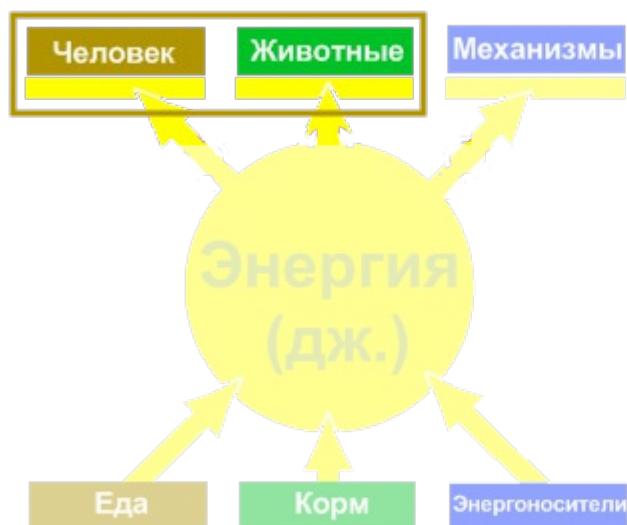 Человек
Животные
Механизмы
Энергия
(дж.)
Еда
Корм
Энергоносители